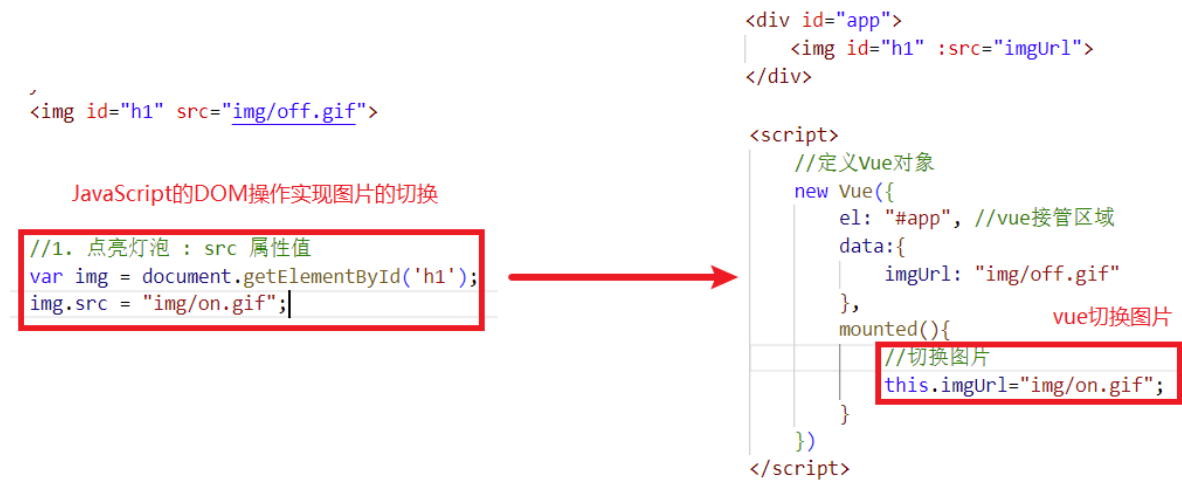 <img id="h1" src="img/off.gif">
JavaScript的DOM操作实现图片的切换
//1. 点亮灯泡 : src 属性值
var img = document.getElementById('h1');
img.src = "img/on.gif";
<div id="app">
<img id="h1" :src="imgUrl">
</div>
<script>
//定义Vue对象
new Vue({
el: "#app", //vue接管区域
data:{
imgUrl: "img/off.gif"
},
vue切换图片
mounted(){
//切换图片
this.imgUrl="img/on.gif";
}
})
</script>